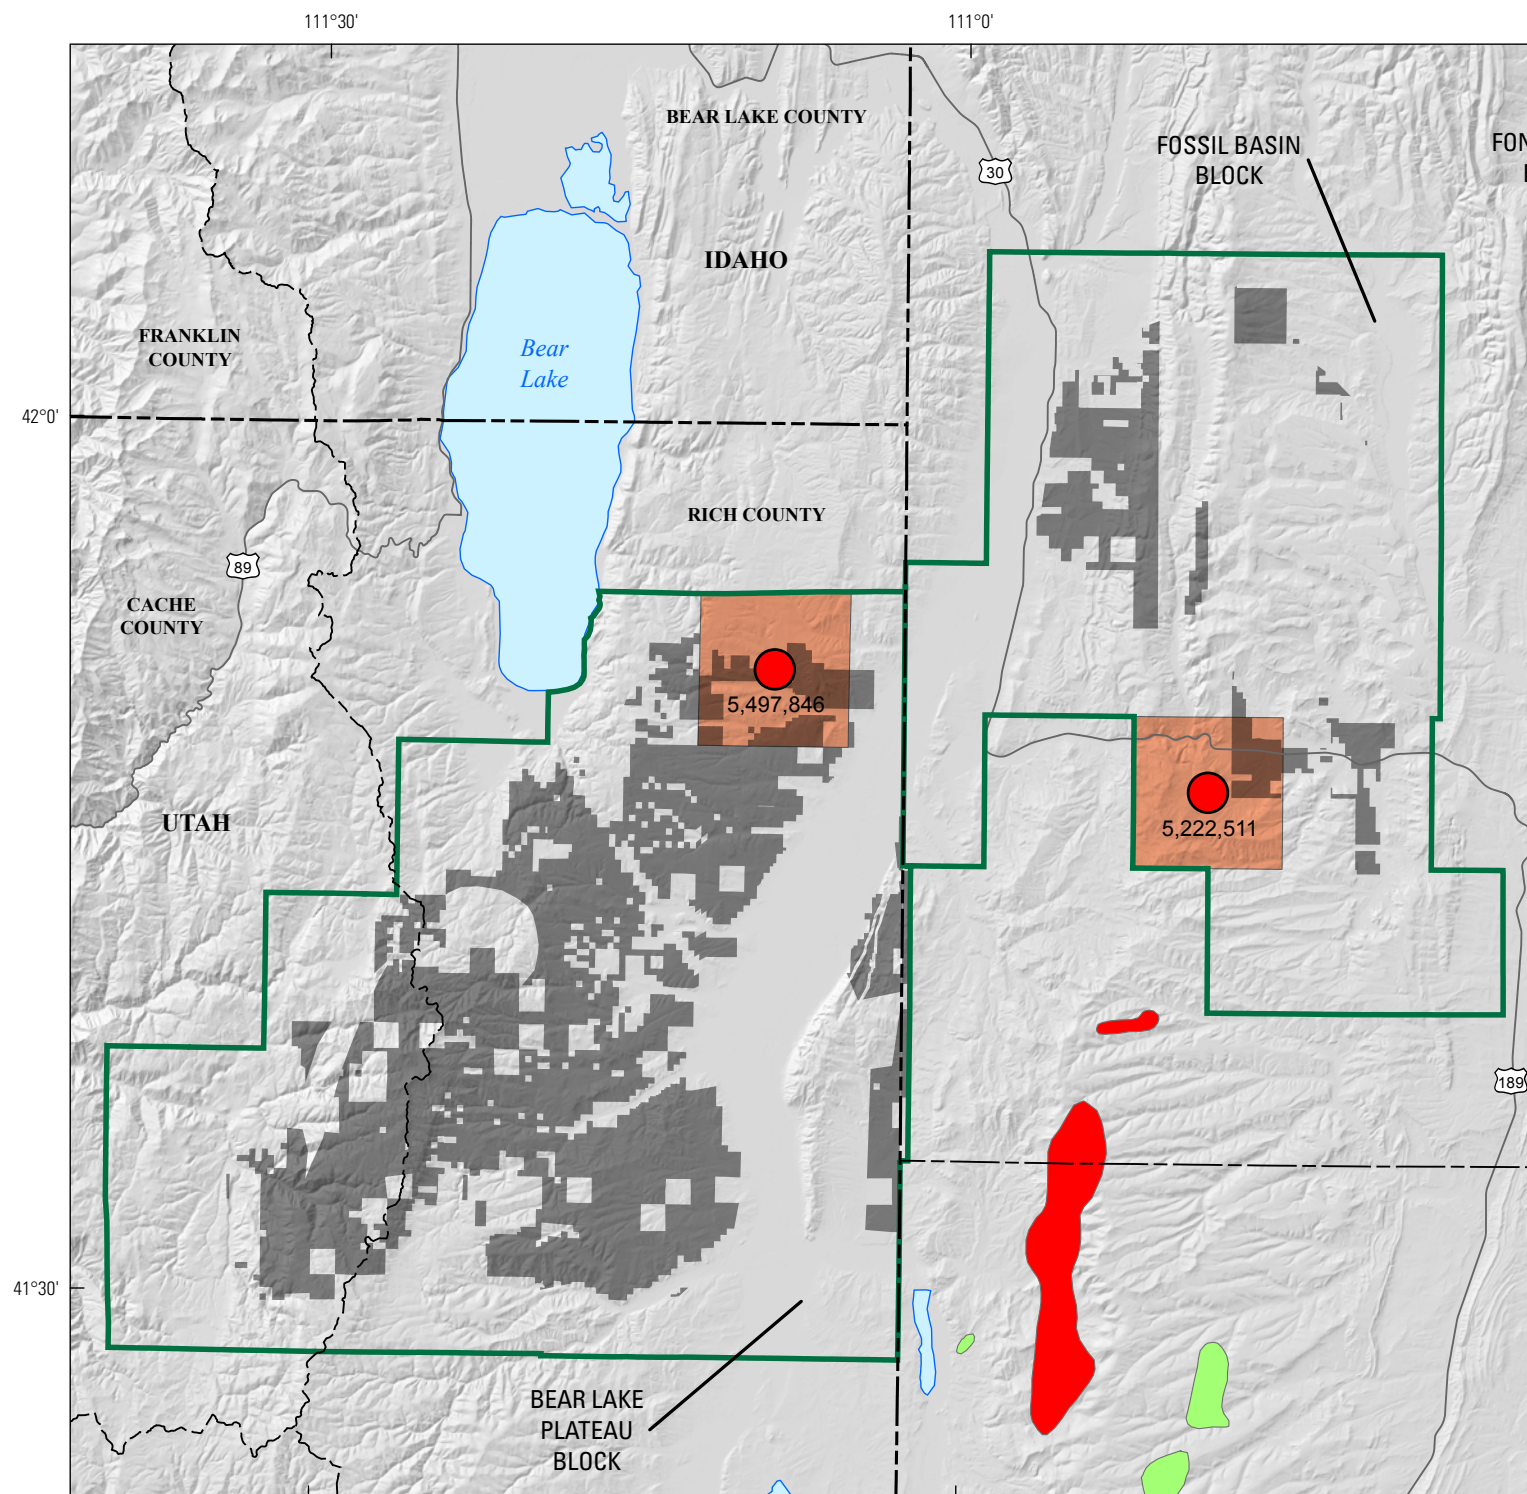 111°30'
111°0'
BEAR LAKE COUNTY
FOSSIL BASIN
BLOCK
30
IDAHO
FRANKLIN
COUNTY
Bear
Lake
42°0'
RICH COUNTY
89
CACHE
COUNTY
5,497,846
UTAH
5,222,511
189
41°30'
BEAR LAKE
PLATEAU
BLOCK